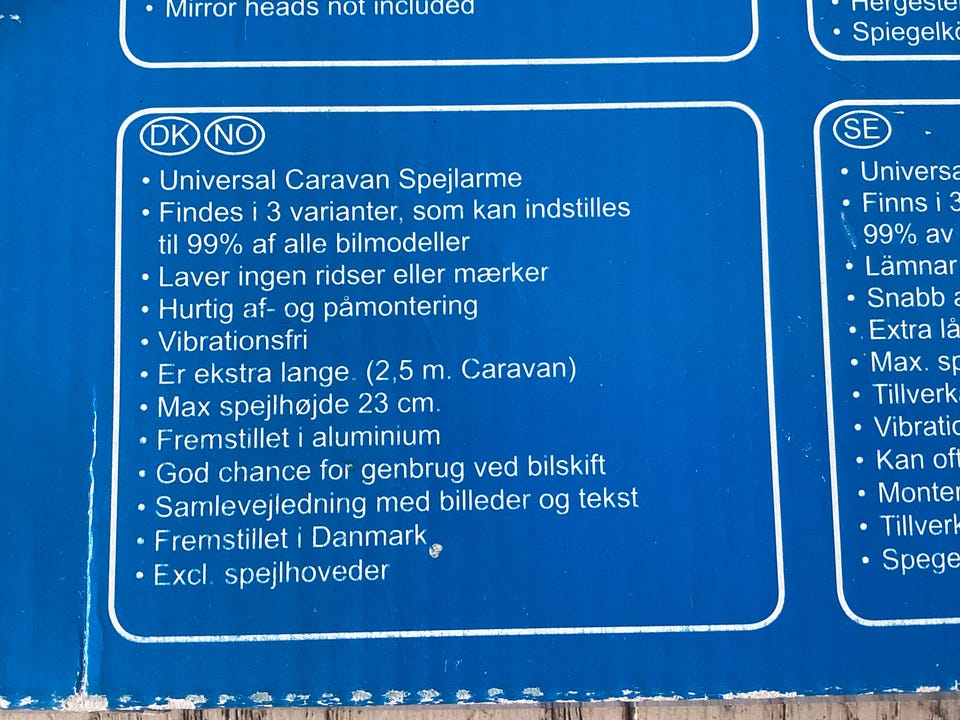 • Mirror heads not included
• Hergeste
• Spiegelkö
DK NO
• Universal Caravan Spejlarme
• Findes i 3 varianter, som kan indstilles
til 99% af alle bilmodeller
• Laver ingen ridser eller mærker
• Hurtig af- og påmontering
• Vibrationsfri
• Er ekstra lange. (2,5 m. Caravan)
• Max spejlhøjde 23 cm.
• Fremstillet i aluminium
• God chance for genbrug ved bilskift
• Samlevejledning med billeder og tekst
• Fremstillet i Danmark
• Excl. spejlhoveder
SE
• Universa
• Finns i 3
99% av
• Lämnar
• Snabb a
• Extra lå
• Max. sp
• Tillverka
• Vibratio
• Kan oft
• Monter
• Tillverk
• Spege